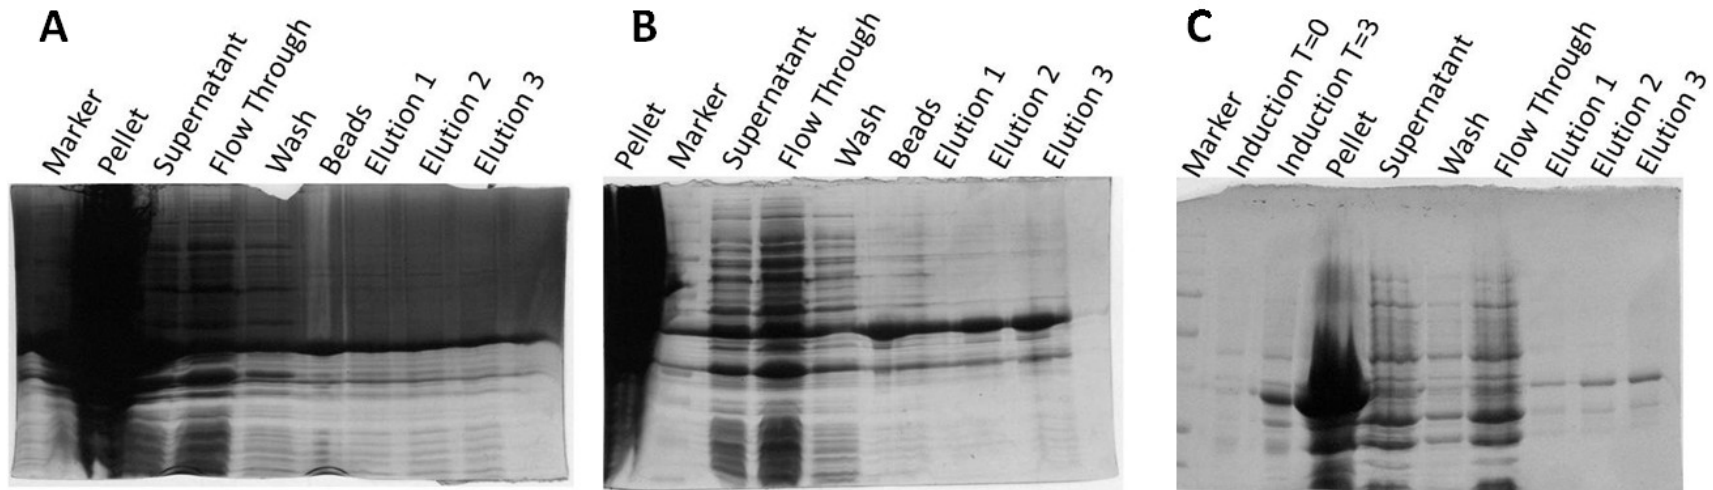 A
Marker
Pellet
Supernatant
Flow Through
Wash
Beads
Elution 1
Elution 2
Elution 3
B
Pellet
Marker
Supernatant
Flow Through
Wash
Beads
Elution 1
Elution 2
Elution 3
C
Marker
Induction T=0
Induction T=3
Pellet
Supernatant
Wash
Flow Through
Elution 1
Elution 2
Elution 3